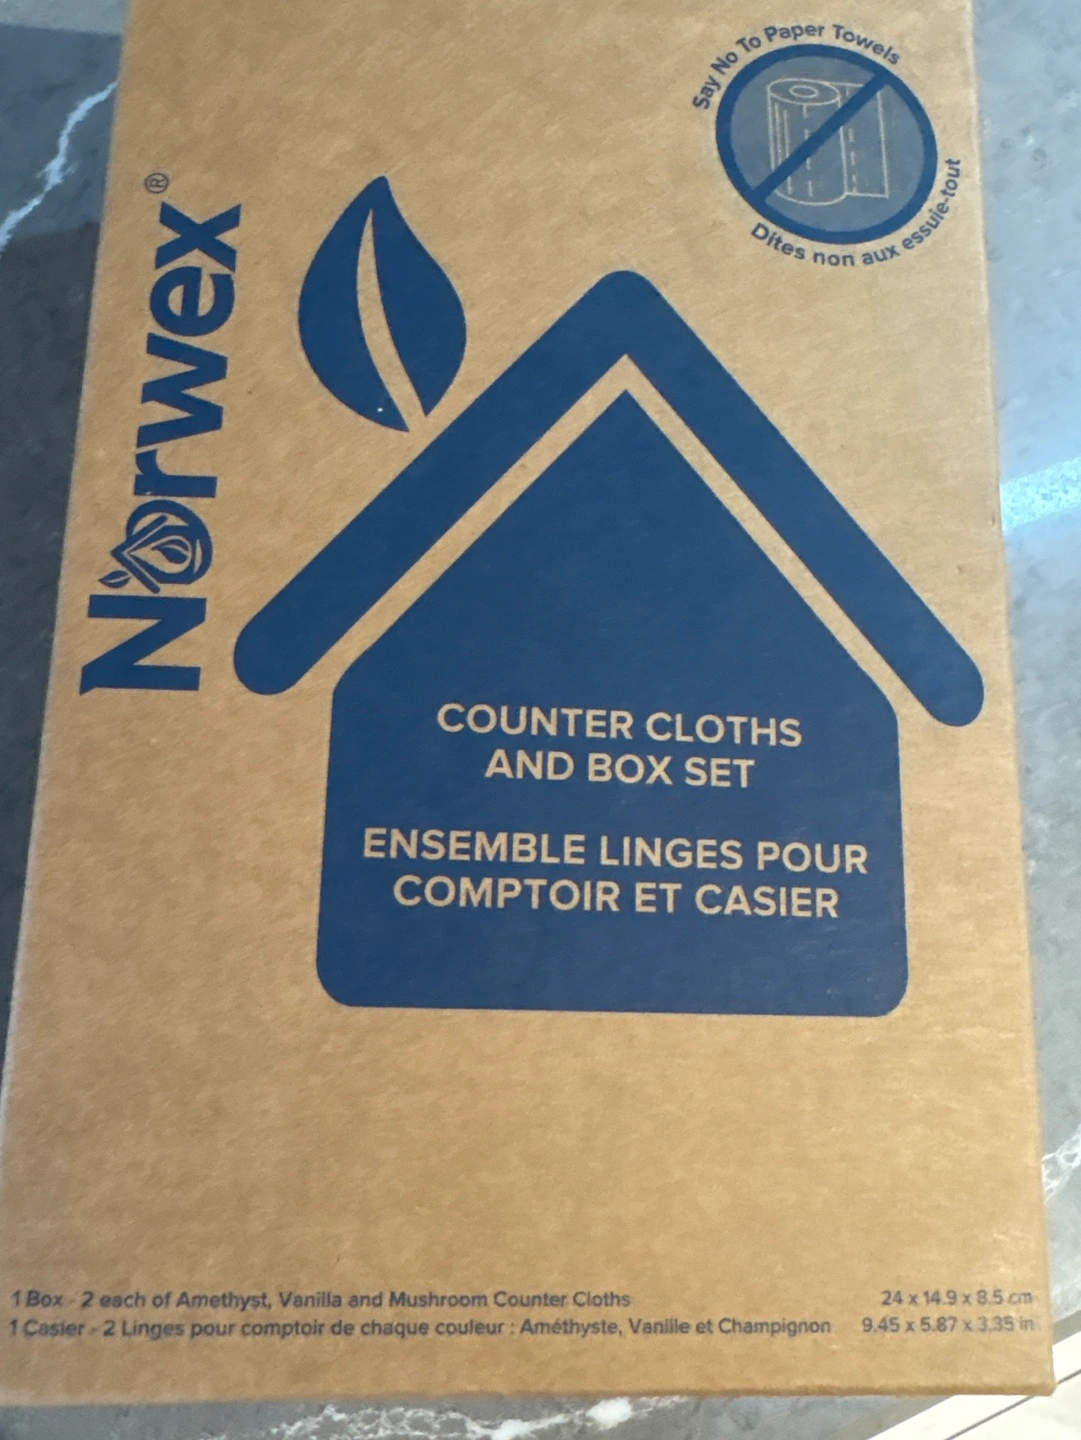 Say No To Paper Towels
Dites non aux essuie-tout
Norwex®
COUNTER CLOTHS
AND BOX SET
ENSEMBLE LINGES POUR
COMPTOIR ET CASIER
1 Box - 2 each of Amethyst, Vanilla and Mushroom Counter Cloths
24 x 14.9 x 8.5 cm
1 Casier - 2 Linges pour comptoir de chaque couleur : Améthyste, Vanille et Champignon
9.45 x 5.87 x 3.35 in